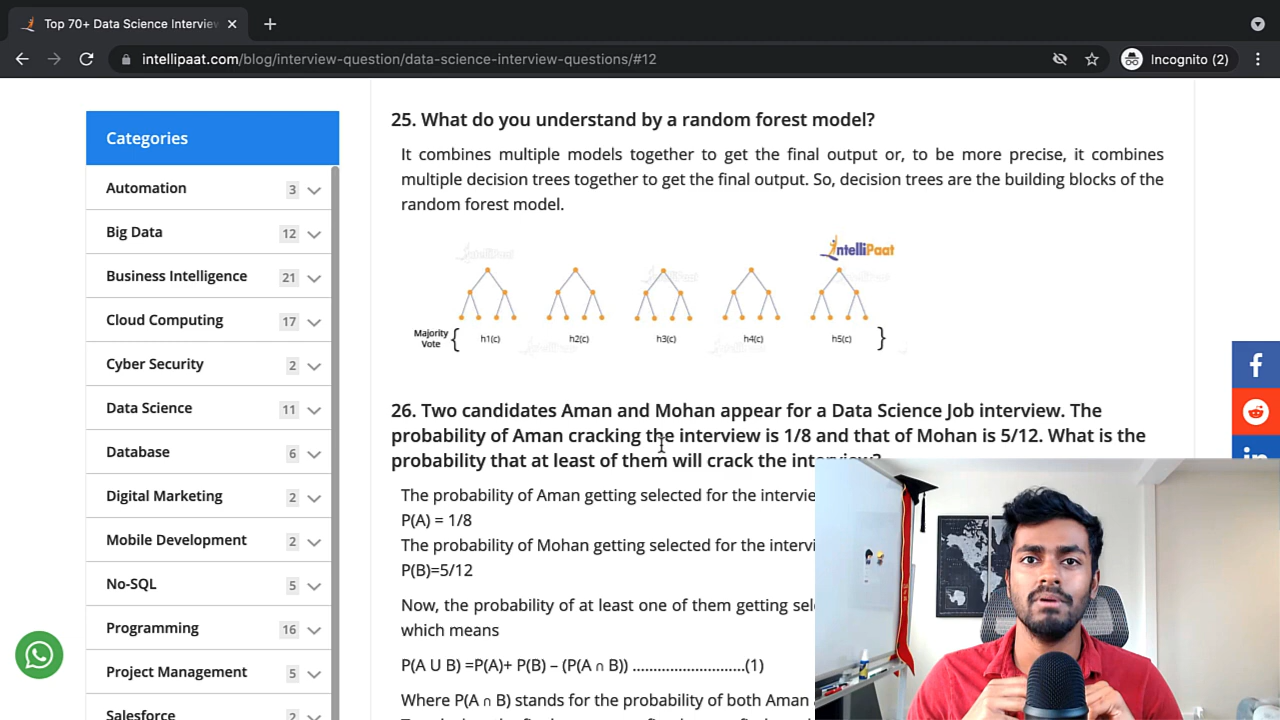 Top 70+ Data Science Intervie
intellipaat.com/blog/interview-question/data-science-interview-questions/#12
Incognito (2)
Categories
Automation 3
Big Data 12
Business Intelligence 21
Cloud Computing 17
Cyber Security 2
Data Science 11
Database 6
Digital Marketing 2
Mobile Development 2
No-SQL 5
Programming 16
Project Management 5
Salesforce 2
25. What do you understand by a random forest model?
It combines multiple models together to get the final output or, to be more precise, it combines
multiple decision trees together to get the final output. So, decision trees are the building blocks of the
random forest model.
IntelliPaat
Majority
Vote
{ h1(c) h2(c) h3(c) h4(c) h5(c) }
26. Two candidates Aman and Mohan appear for a Data Science Job interview. The
probability of Aman cracking the interview is 1/8 and that of Mohan is 5/12. What is the
probability that at least of them will crack the interview?
The probability of Aman getting selected for the intervie
P(A) = 1/8
The probability of Mohan getting selected for the intervi
P(B)=5/12
Now, the probability of at least one of them getting sel
which means
P(A U B) =P(A)+ P(B) – (P(A ∩ B)) ...........................(1)
Where P(A ∩ B) stands for the probability of both Aman